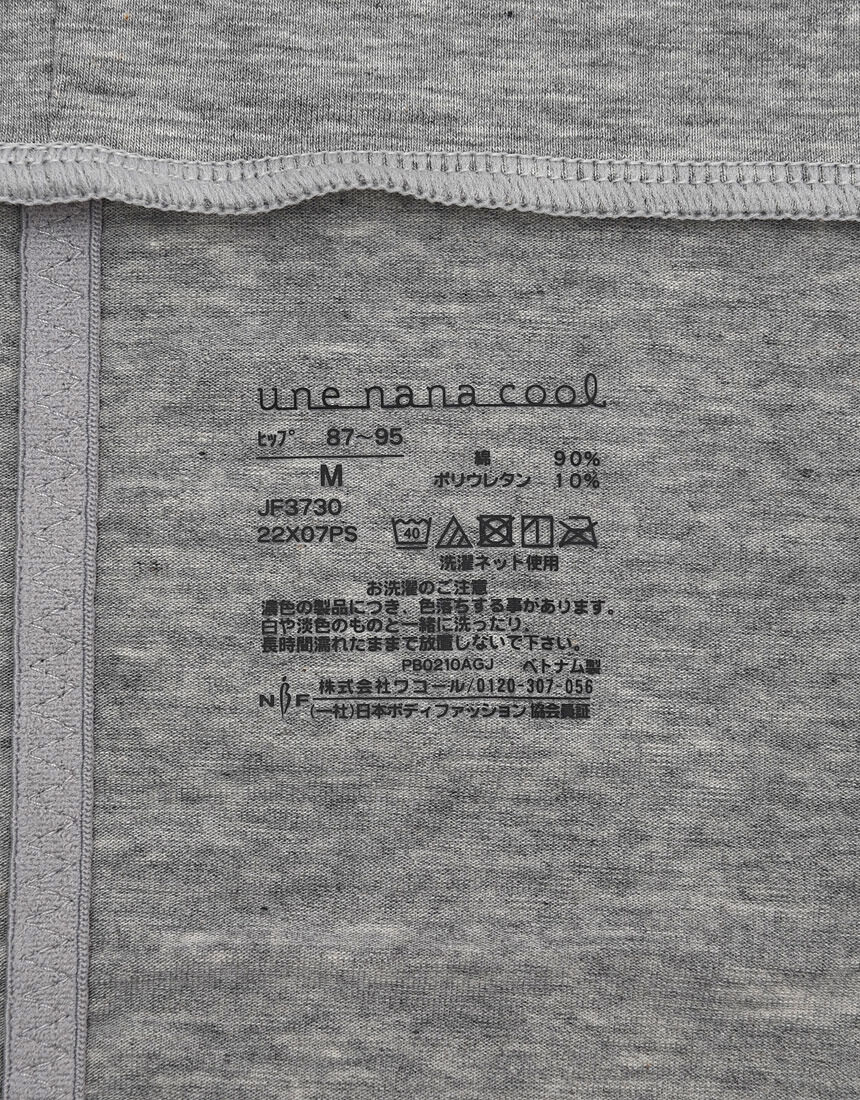 une nana cool
ﾋｯﾌﾟ 87～95
M
綿 90%
ポリウレタン 10%
JF3730
22X07PS
40
洗濯ネット使用
お洗濯のご注意
濃色の製品につき、色落ちする事があります。
白や淡色のものと一緒に洗ったり、
長時間濡れたままで放置しないで下さい。
PB0210AGJ ベトナム製
株式会社ワコール/0120-307-056
NBF (一社)日本ボディファッション協会員証